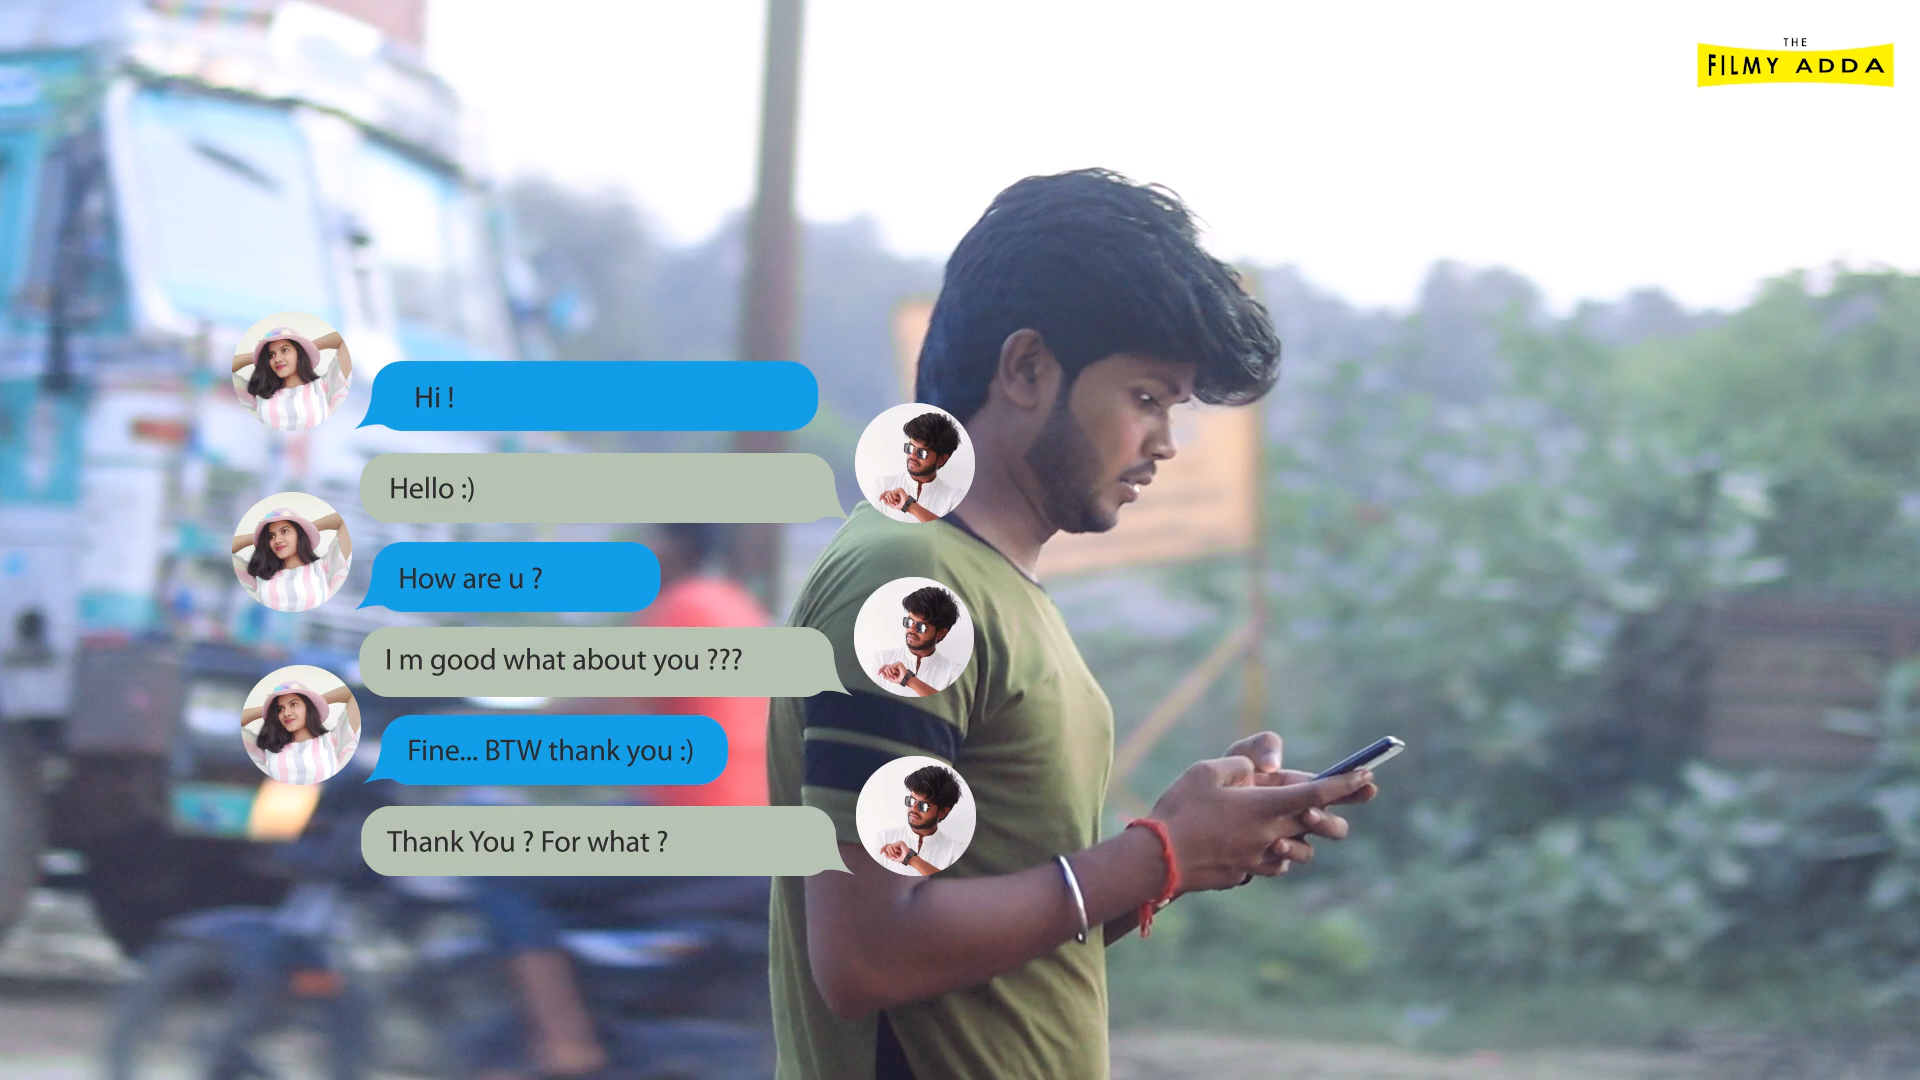 THE
FILMY ADDA
Hi !
Hello :)
How are u ?
I m good what about you ???
Fine... BTW thank you :)
Thank You ? For what ?